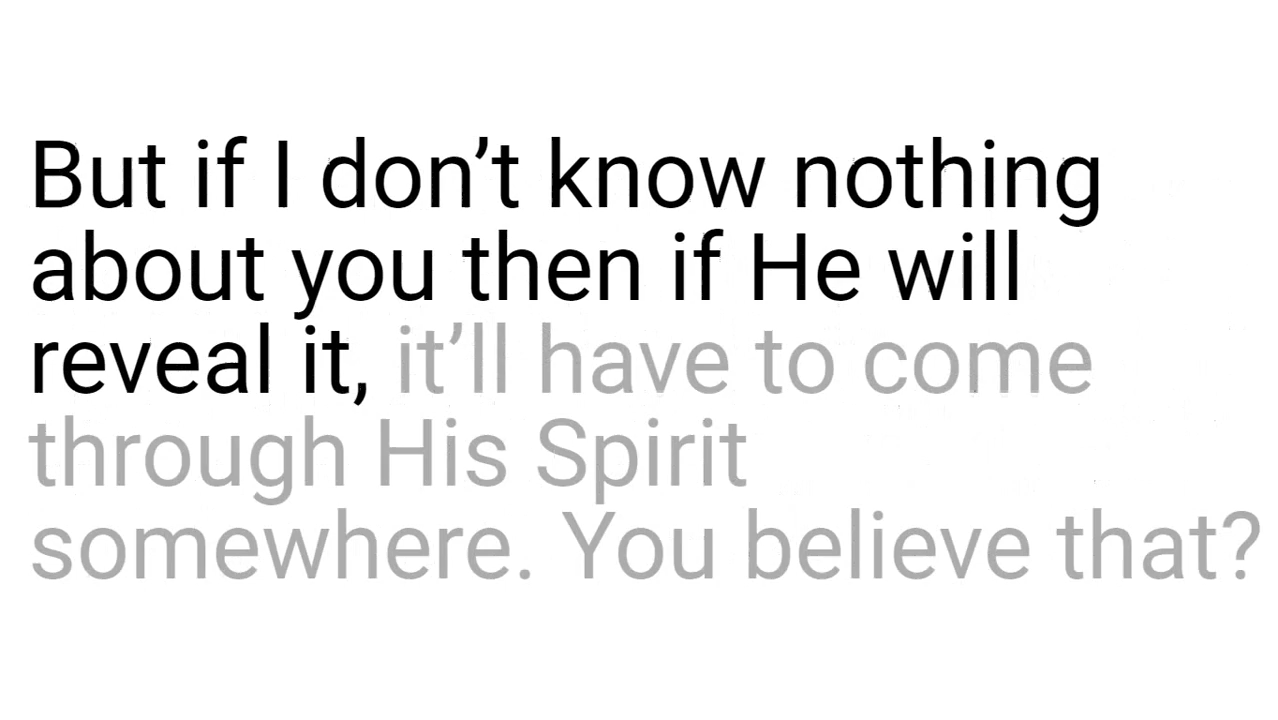 But if I don’t know nothing
about you then if He will
reveal it, it’ll have to come
through His Spirit
somewhere. You believe that?